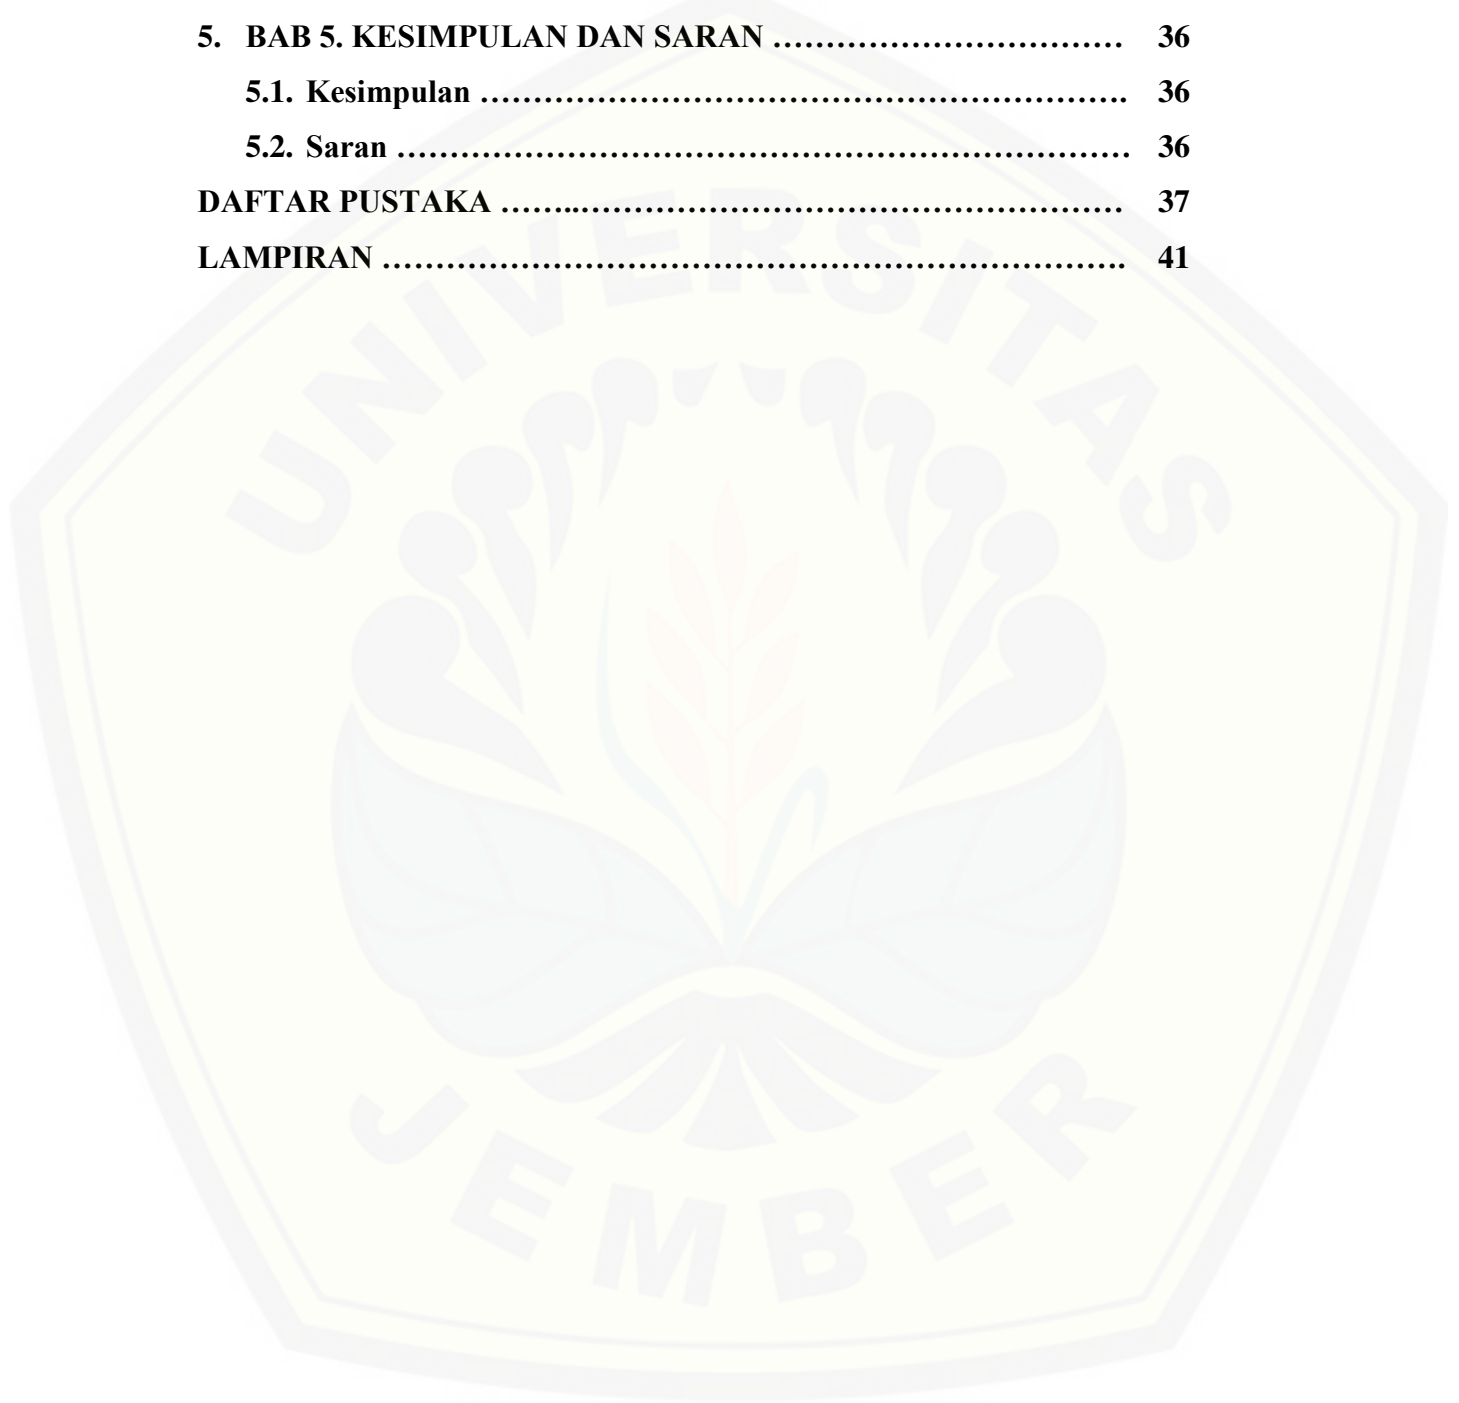 5. BAB 5. KESIMPULAN DAN SARAN ……………………………. 36
5.1. Kesimpulan ……………………………………………………. 36
5.2. Saran …………………………………………………………… 36
DAFTAR PUSTAKA ……...…………………………………………… 37
LAMPIRAN ……………………………………………………………. 41
UNIVERSITAS
JEMBER